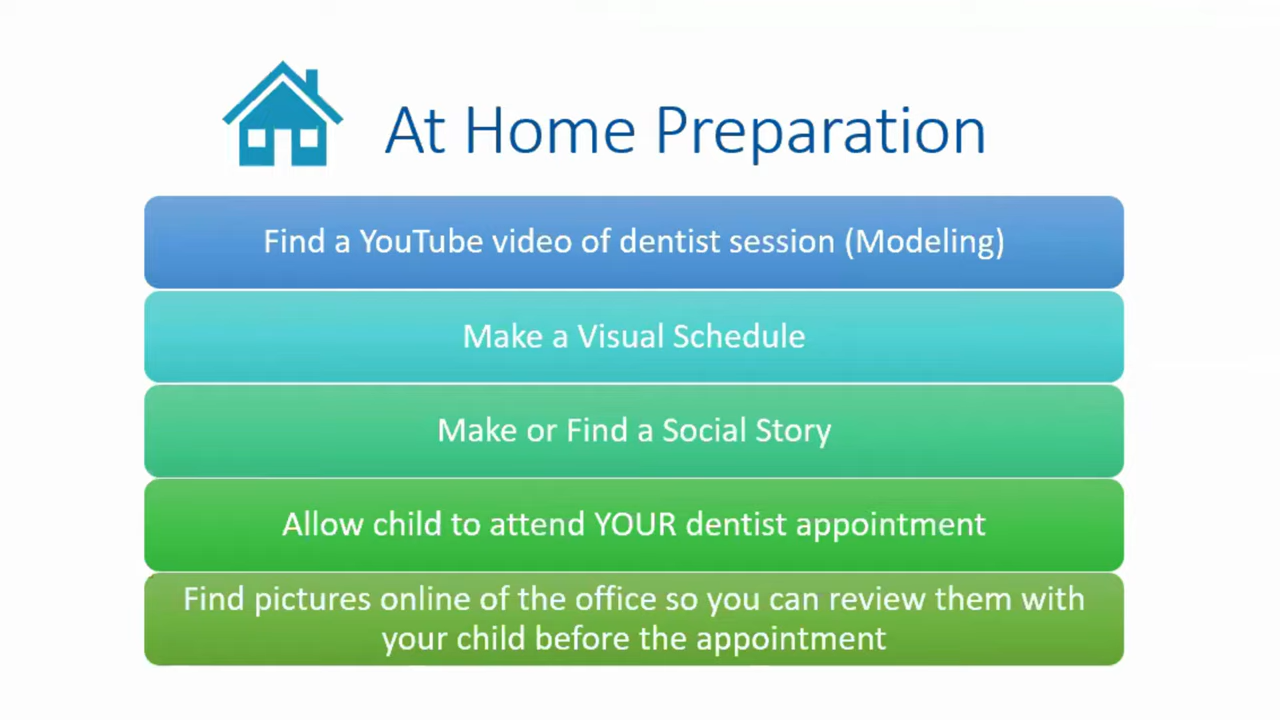 At Home Preparation
Find a YouTube video of dentist session (Modeling)
Make a Visual Schedule
Make or Find a Social Story
Allow child to attend YOUR dentist appointment
Find pictures online of the office so you can review them with
your child before the appointment